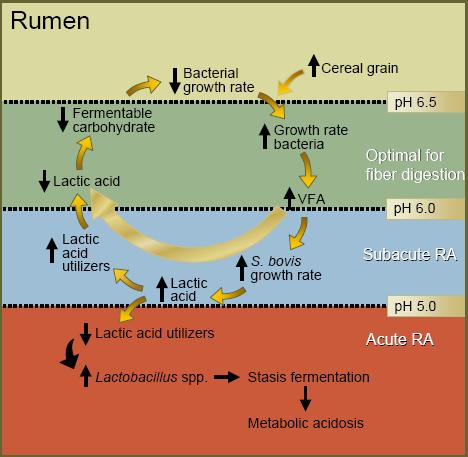 Rumen
Bacterial
growth rate
Cereal grain
pH 6.5
Fermentable
carbohydrate
Growth rate
bacteria
Optimal for
fiber digestion
Lactic acid
VFA
pH 6.0
Lactic
acid
utilizers
S. bovis
growth rate
Subacute RA
Lactic
acid
pH 5.0
Lactic acid utilizers
Acute RA
Lactobacillus spp.
Stasis fermentation
Metabolic acidosis